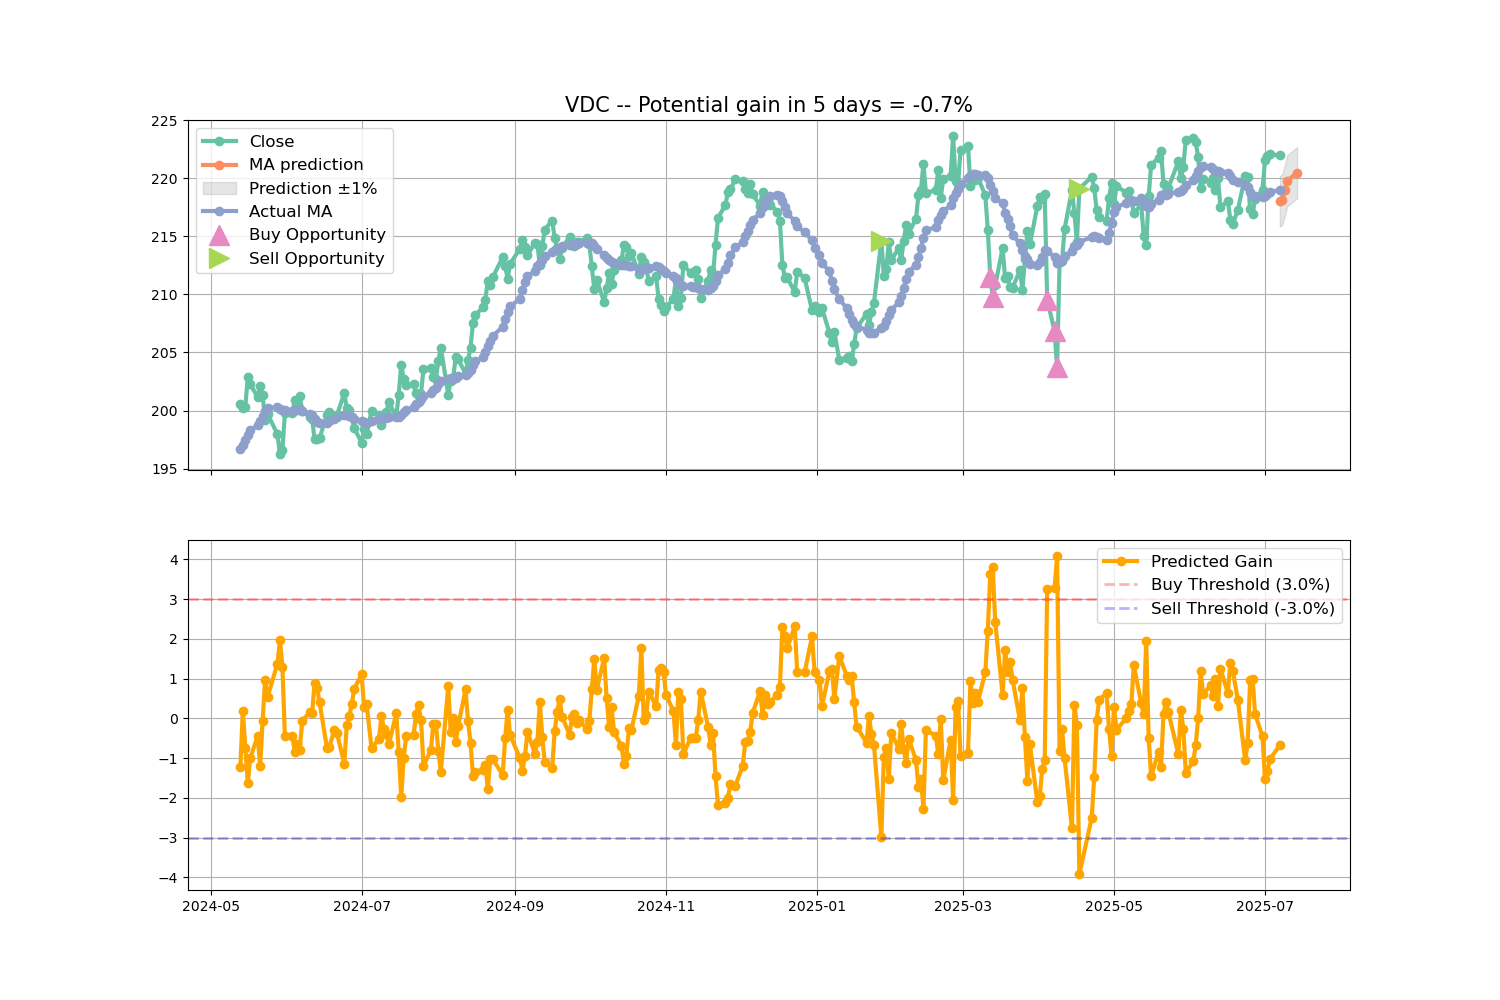 VDC -- Potential gain in 5 days = -0.7%
225
220
215
210
205
200
195
Close
MA prediction
Prediction ±1%
Actual MA
Buy Opportunity
Sell Opportunity
4
3
2
1
0
−1
−2
−3
−4
Predicted Gain
Buy Threshold (3.0%)
Sell Threshold (-3.0%)
2024-05
2024-07
2024-09
2024-11
2025-01
2025-03
2025-05
2025-07